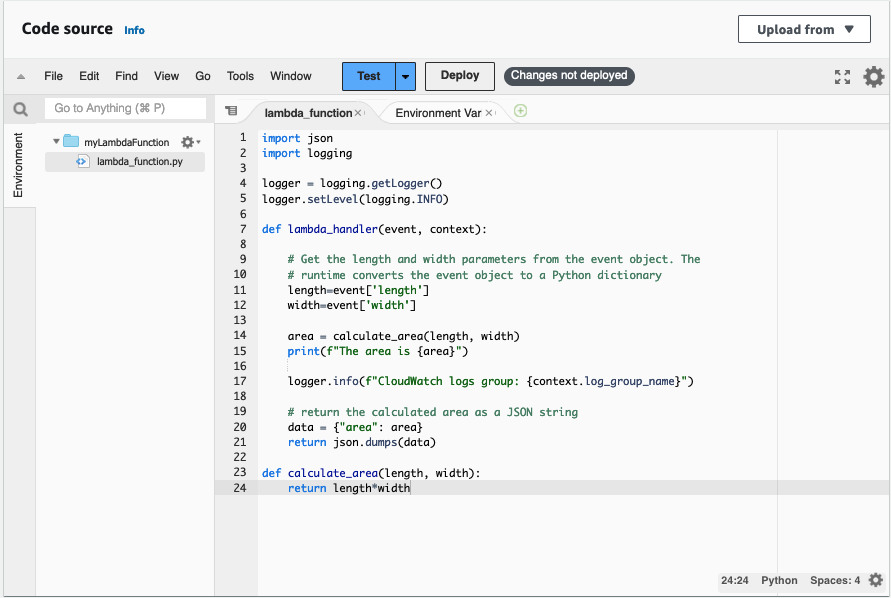 Code source Info
Upload from
File Edit Find View Go Tools Window Test Deploy Changes not deployed
Go to Anything (⌘ P)
lambda_function
Environment Var
Environment
myLambdaFunction
lambda_function.py
1 import json
2 import logging
3
4 logger = logging.getLogger()
5 logger.setLevel(logging.INFO)
6
7 def lambda_handler(event, context):
8
9     # Get the length and width parameters from the event object. The
10     # runtime converts the event object to a Python dictionary
11     length=event['length']
12     width=event['width']
13
14     area = calculate_area(length, width)
15     print(f"The area is {area}")
16
17     logger.info(f"CloudWatch logs group: {context.log_group_name}")
18
19     # return the calculated area as a JSON string
20     data = {"area": area}
21     return json.dumps(data)
22
23 def calculate_area(length, width):
24     return length*width
24:24 Python Spaces: 4